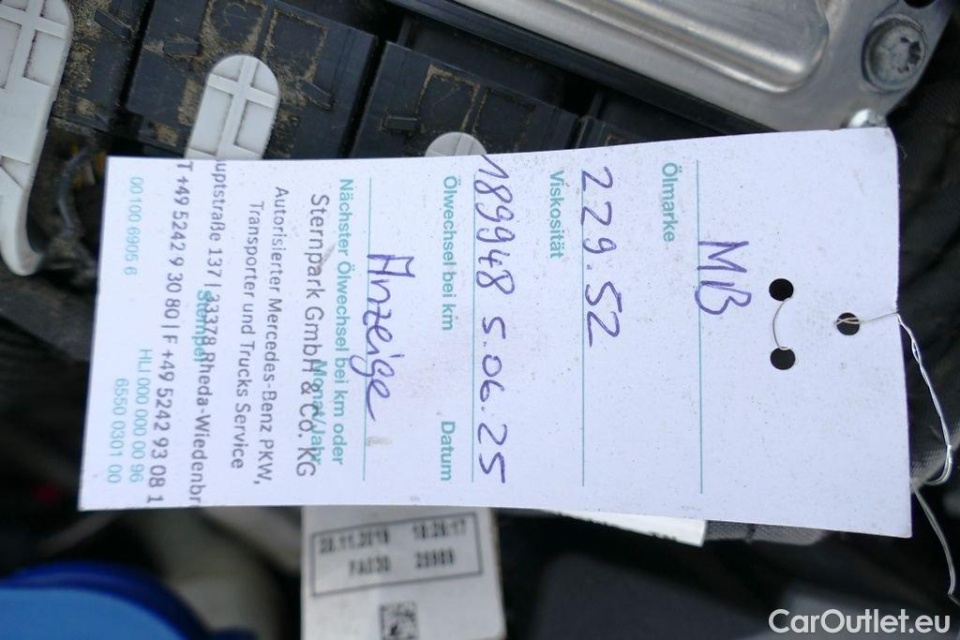 MB
Ölmarke
229.52
Viskosität
189948 5.06.25
Ölwechsel bei km Datum
Anzeige
Nächster Ölwechsel bei km oder
Monat/Jahr
Sternpark GmbH & Co. KG
Autorisierter Mercedes-Benz PKW,
Transporter und Trucks Service
uptstraße 137 | 33378 Rheda-Wiedenbr
Stempel
T +49 5242 9 30 80 | F +49 5242 93 08 1
HLI 000 000 00 96
00 100 6905 6
6550 0301 00
CarOutlet.eu